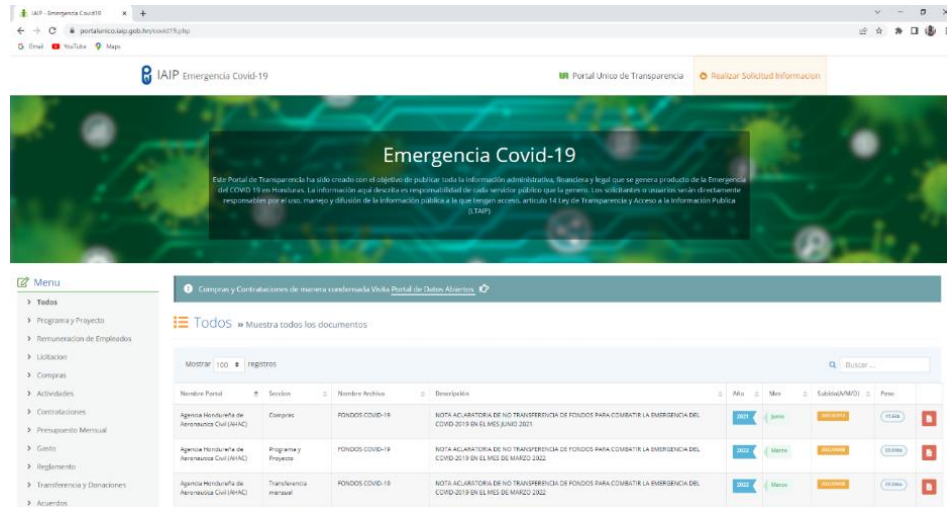 IAIP - Emergencia Covid19
portalunico.iaip.gob.hn/covid19.php
Gmail YouTube Maps
IAIP Emergencia Covid-19
Portal Unico de Transparencia
Realizar Solicitud Informacion
Emergencia Covid-19
Este Portal de Transparencia ha sido creado con el objetivo de publicar toda la información administrativa, financiera y legal que se genera producto de la Emergencia
del COVID 19 en Honduras. La información aquí descrita es responsabilidad de cada servidor público que la genero. Los solicitantes o usuarios serán directamente
responsables por el uso, manejo y difusión de la información pública a la que tengan acceso, articulo 14 Ley de Transparencia y Acceso a la Información Publica
(LTAIP)
Menu
Todos
Programa y Proyecto
Remuneracion de Empleados
Licitacion
Compras
Actividades
Contrataciones
Presupuesto Mensual
Gasto
Reglamento
Transferencia y Donaciones
Acuerdos
Compras y Contrataciones de manera condensada Visita Portal de Datos Abiertos
Todos » Muestra todos los documentos
Mostrar 100 registros
Buscar ...
Nombre Portal Seccion Nombre Archivo Descripción Año Mes Subida(A/M/D) Peso
Agencia Hondureña de Aeronautica Civil (AHAC) Compras FONDOS COVID-19 NOTA ACLARATORIA DE NO TRANSFERENCIA DE FONDOS PARA COMBATIR LA EMERGENCIA DEL
COVID-2019 EN EL MES JUNIO 2021 2021 Junio
Agencia Hondureña de Aeronautica Civil (AHAC) Programa y Proyecto FONDOS COVID-19 NOTA ACLARATORIA DE NO TRANSFERENCIA DE FONDOS PARA COMBATIR LA EMERGENCIA DEL
COVID-2019 EN EL MES DE MARZO 2022 2022 Marzo
Agencia Hondureña de Aeronautica Civil (AHAC) Transferencia mensual FONDOS COVID-19 NOTA ACLARATORIA DE NO TRANSFERENCIA DE FONDOS PARA COMBATIR LA EMERGENCIA DEL
COVID-2019 EN EL MES DE MARZO 2022 2022 Marzo